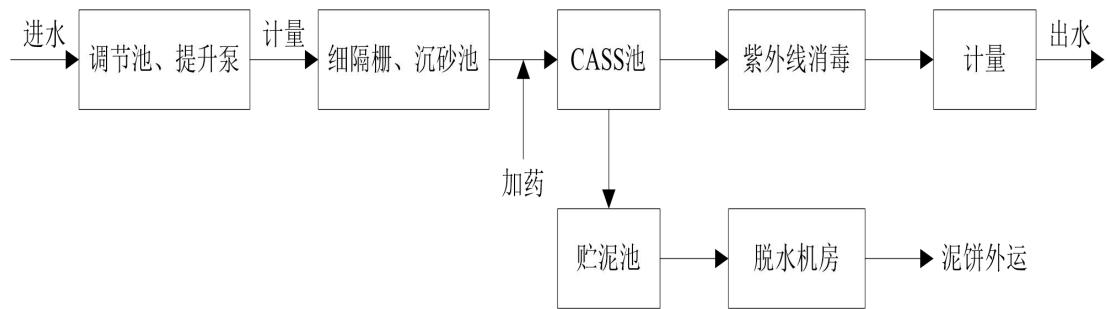 进水
调节池、提升泵
计量
细隔栅、沉砂池
加药
CASS池
紫外线消毒
计量
出水
贮泥池
脱水机房
泥饼外运